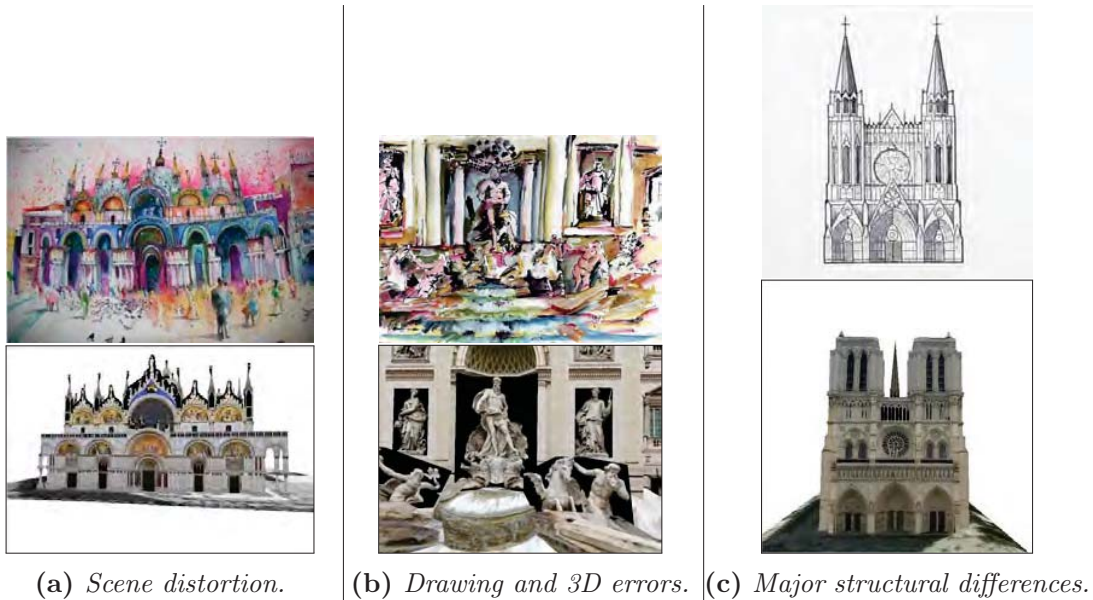 (a) Scene distortion.
(b) Drawing and 3D errors.
(c) Major structural differences.